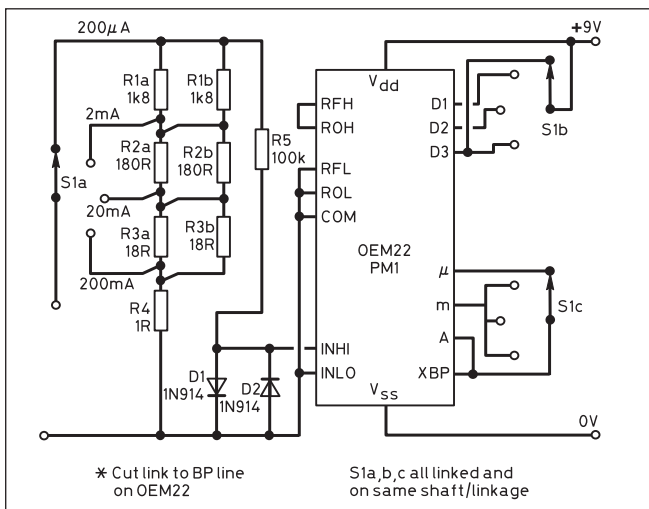 200μA
+9V
R1a
1k8
R1b
1k8
Vdd
RFH
ROH
D1
D2
D3
S1b
2mA
R2a
180R
R2b
180R
R5
100k
RFL
ROL
COM
S1a
20mA
R3a
18R
R3b
18R
OEM22
PM1
200mA
μ
m
A
XBP
S1c
R4
1R
INHI
INLO
D1
1N914
D2
1N914
Vss
0V
* Cut link to BP line
on OEM22
S1a,b,c all linked and
on same shaft/linkage